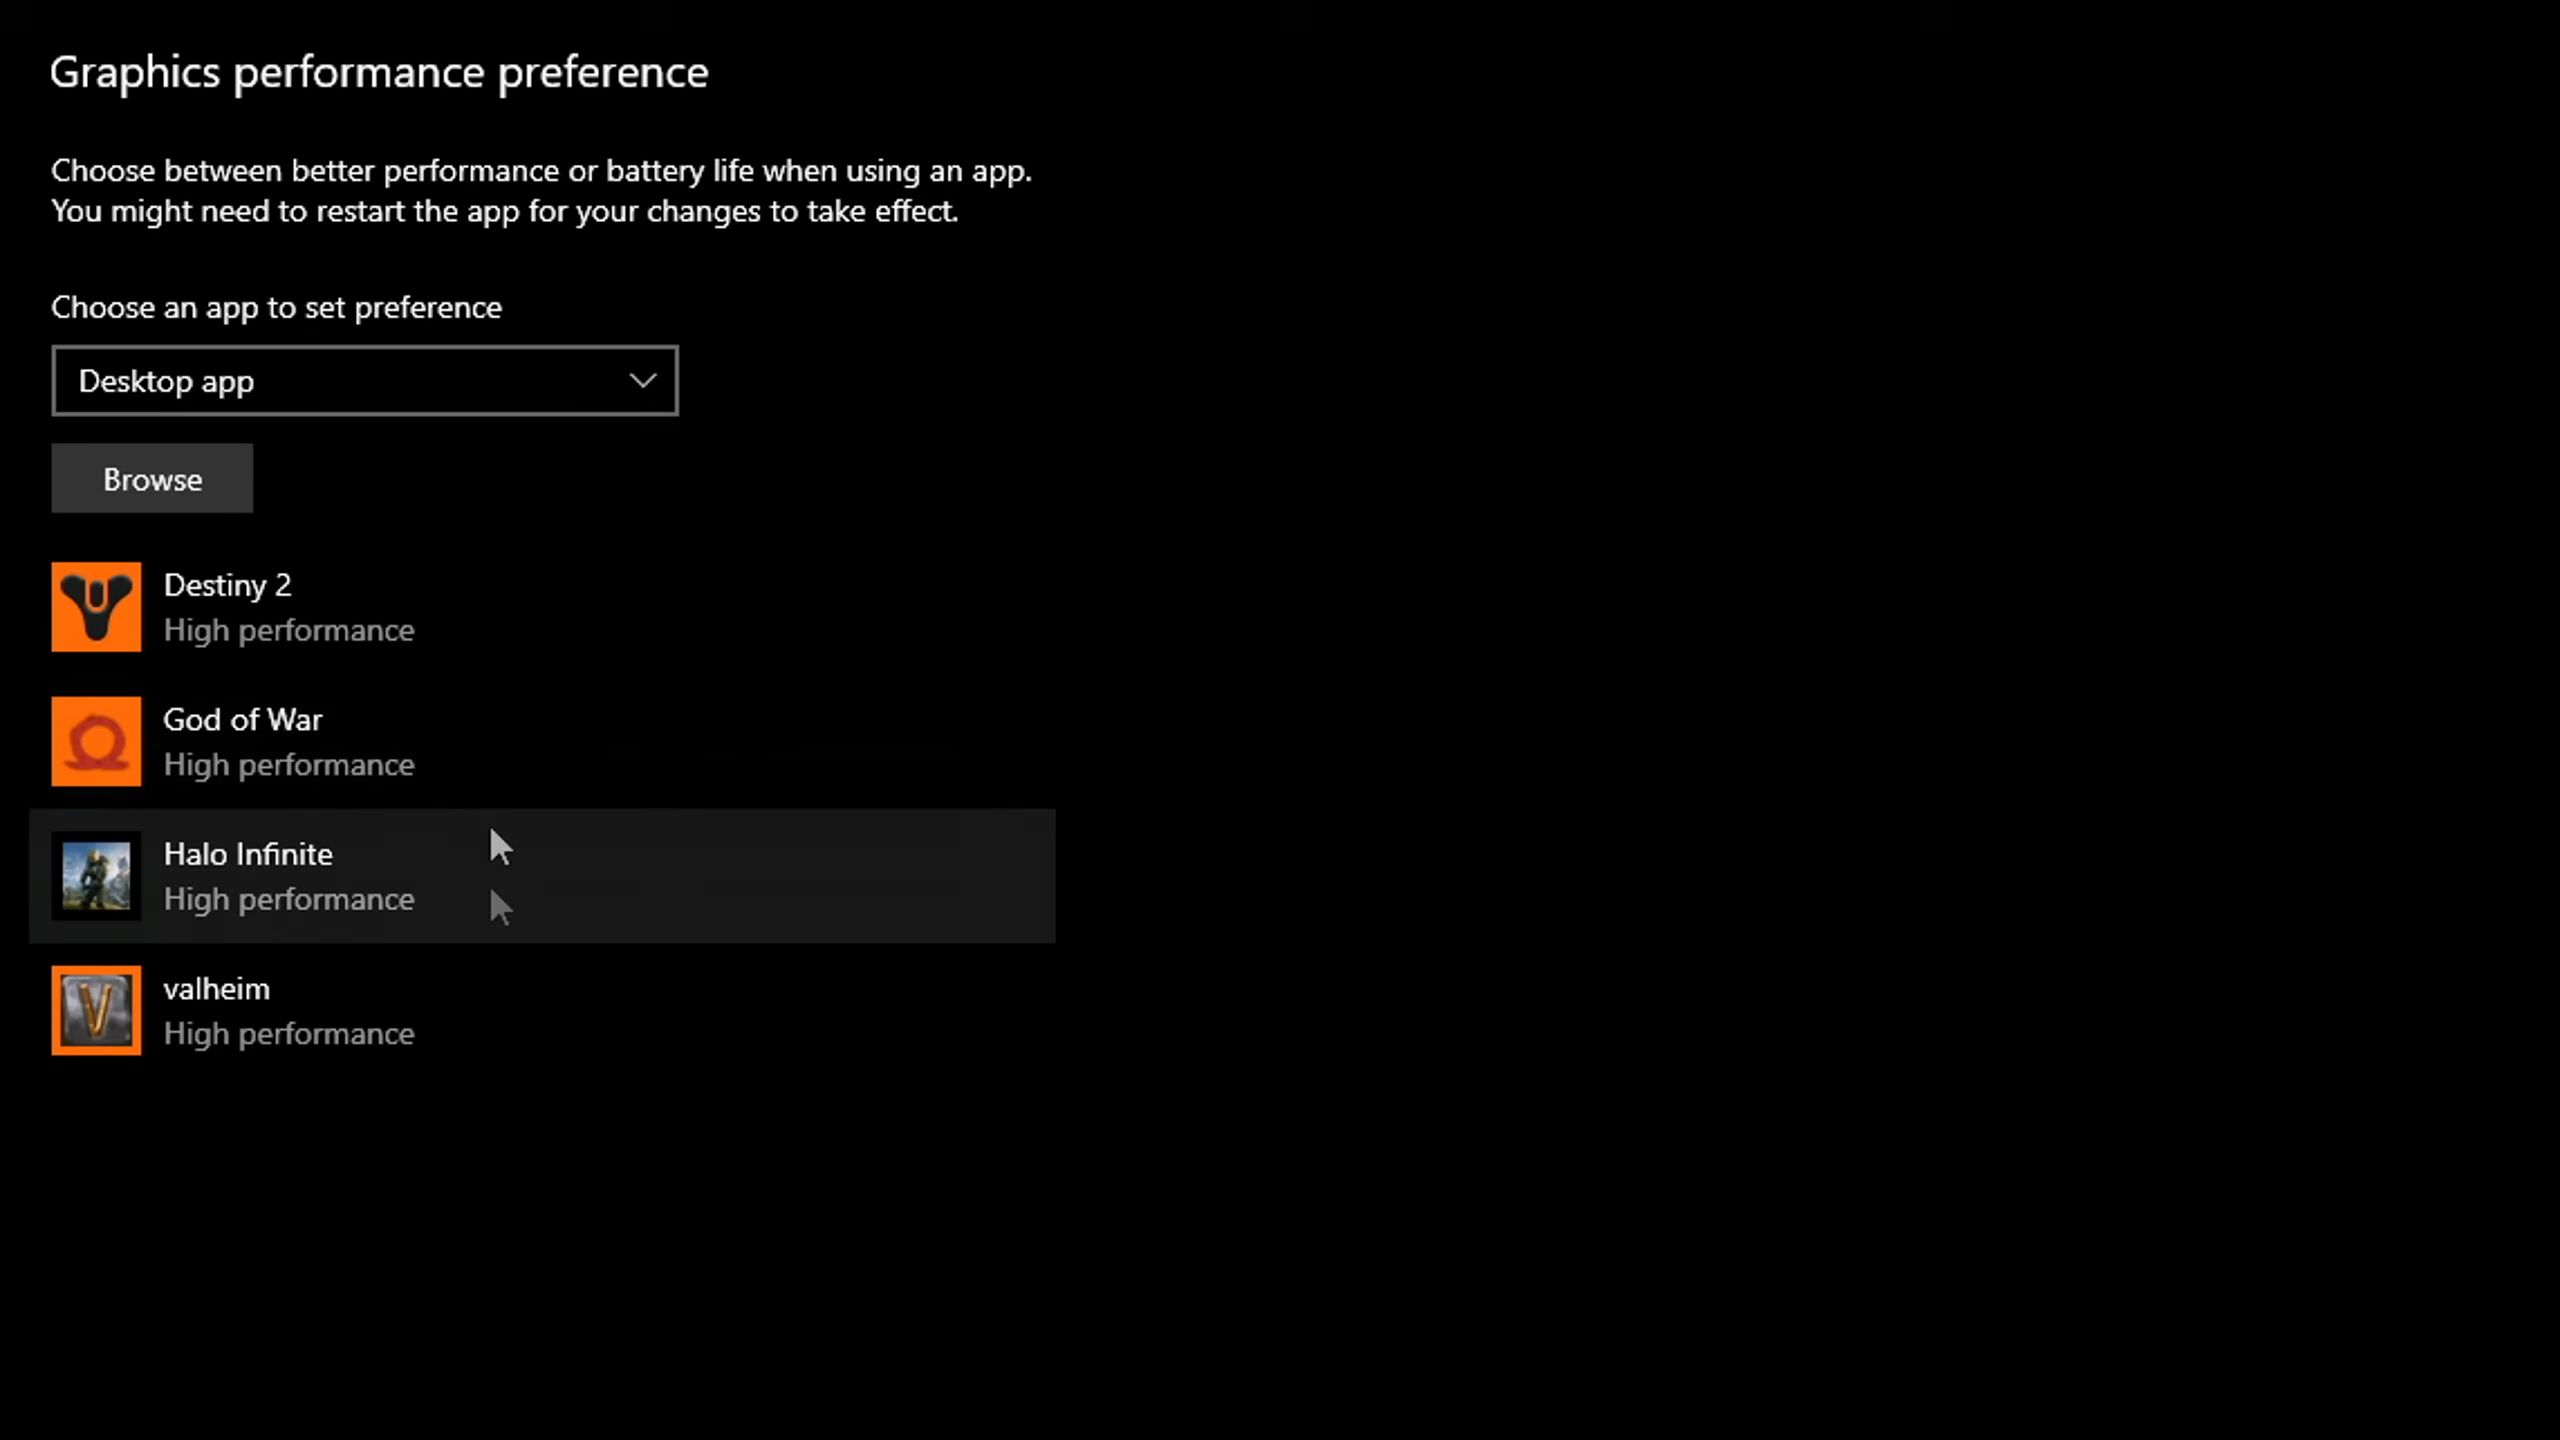 Graphics performance preference
Choose between better performance or battery life when using an app.
You might need to restart the app for your changes to take effect.
Choose an app to set preference
Desktop app
Browse
Destiny 2
High performance
God of War
High performance
Halo Infinite
High performance
valheim
High performance